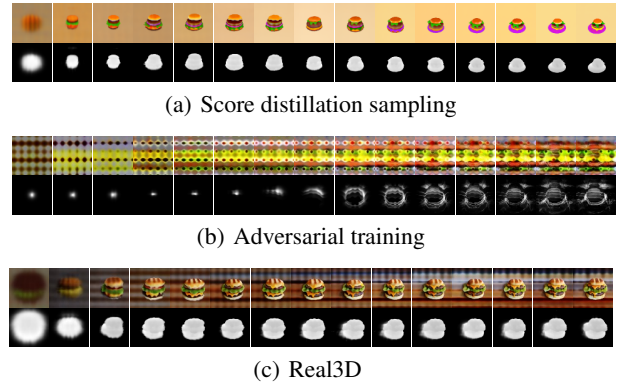 (a) Score distillation sampling
(b) Adversarial training
(c) Real3D